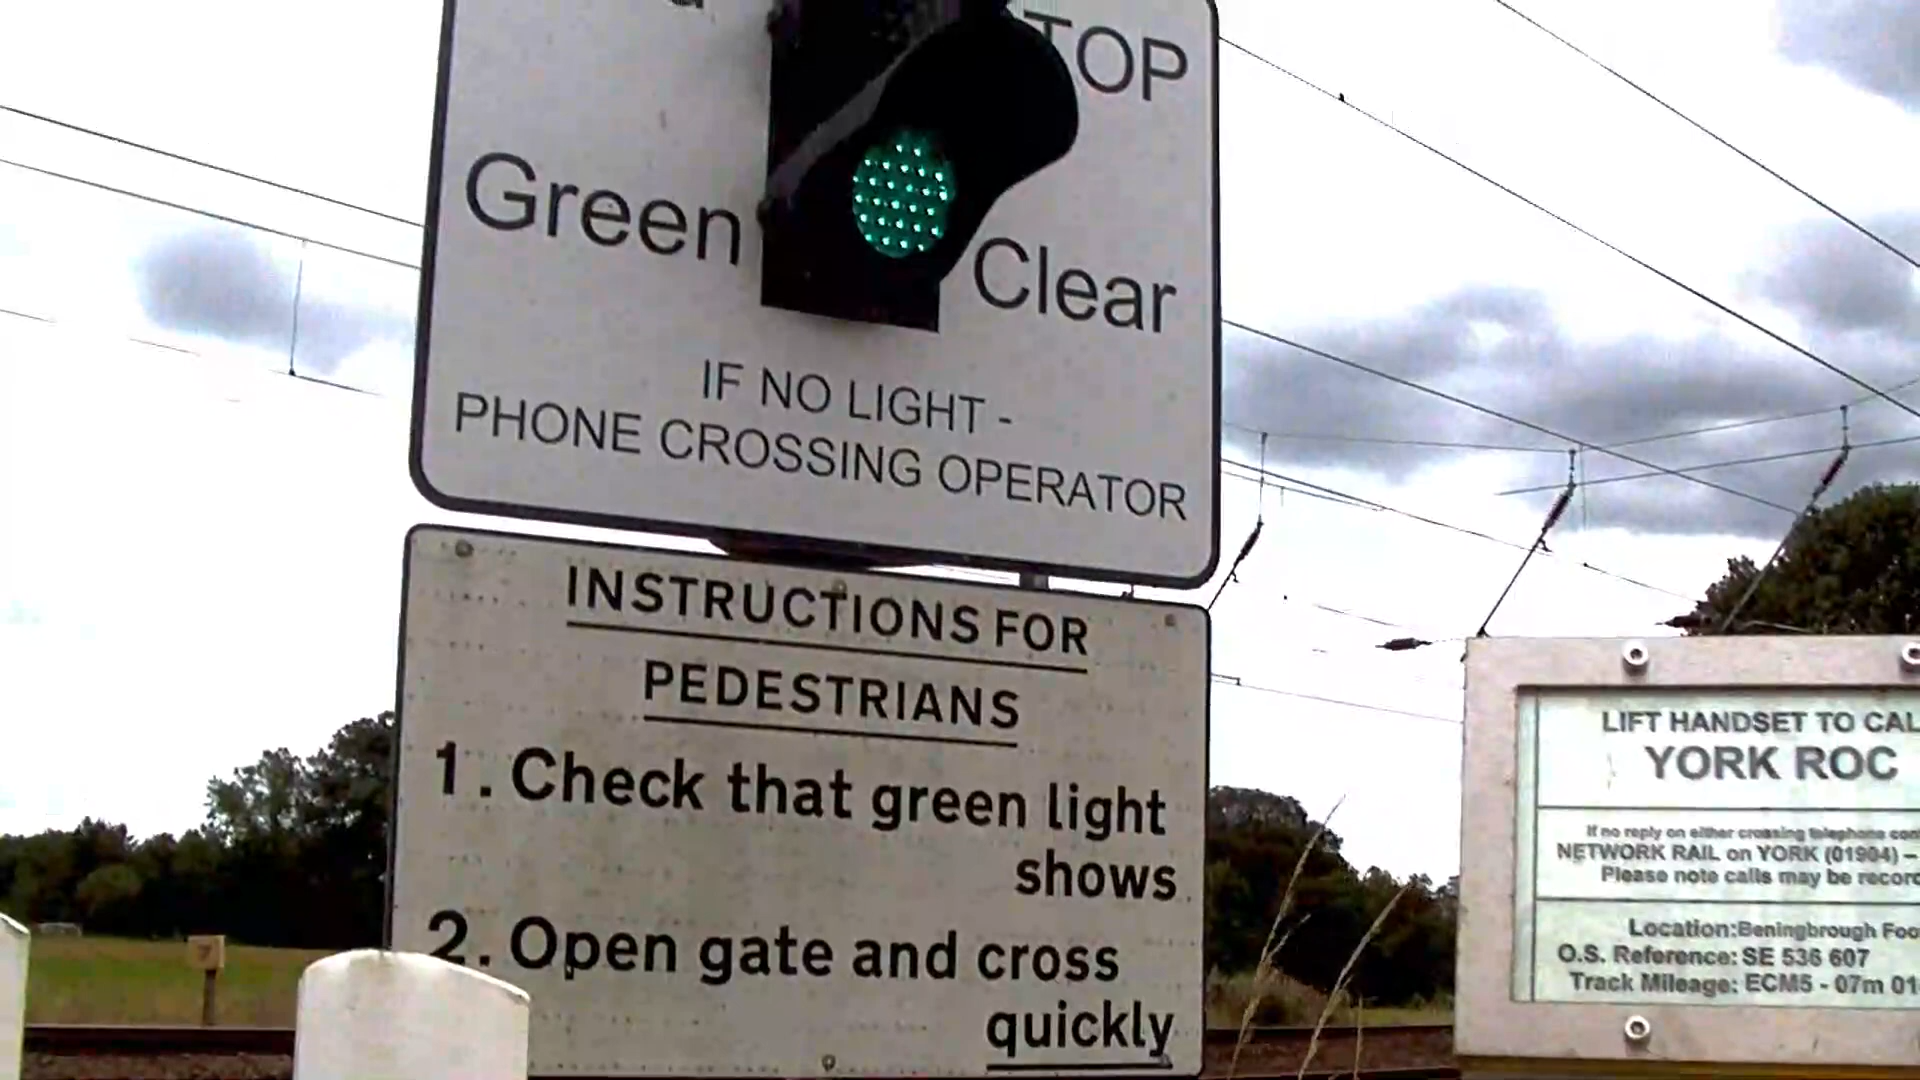 TOP
Green Clear
IF NO LIGHT -
PHONE CROSSING OPERATOR
INSTRUCTIONS FOR
PEDESTRIANS
1. Check that green light
shows
2. Open gate and cross
quickly
LIFT HANDSET TO CAL
YORK ROC
If no reply on either crossing telephone con
NETWORK RAIL on YORK (01904) –
Please note calls may be recor
Location: Beningbrough Foo
O.S. Reference: SE 536 607
Track Mileage: ECM5 - 07m 01